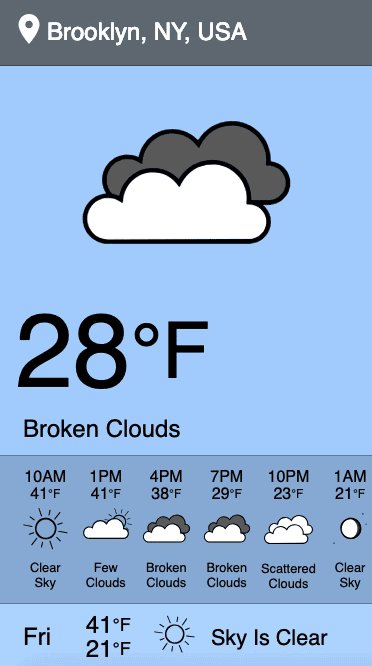 Brooklyn, NY, USA
28°F
Broken Clouds
10AM 1PM 4PM 7PM 10PM 1AM
41°F 41°F 38°F 29°F 23°F 21°F
Clear Few Broken Broken Scattered Clear
Sky Clouds Clouds Clouds Clouds Sky
Fri 41°F Sky Is Clear
21°F